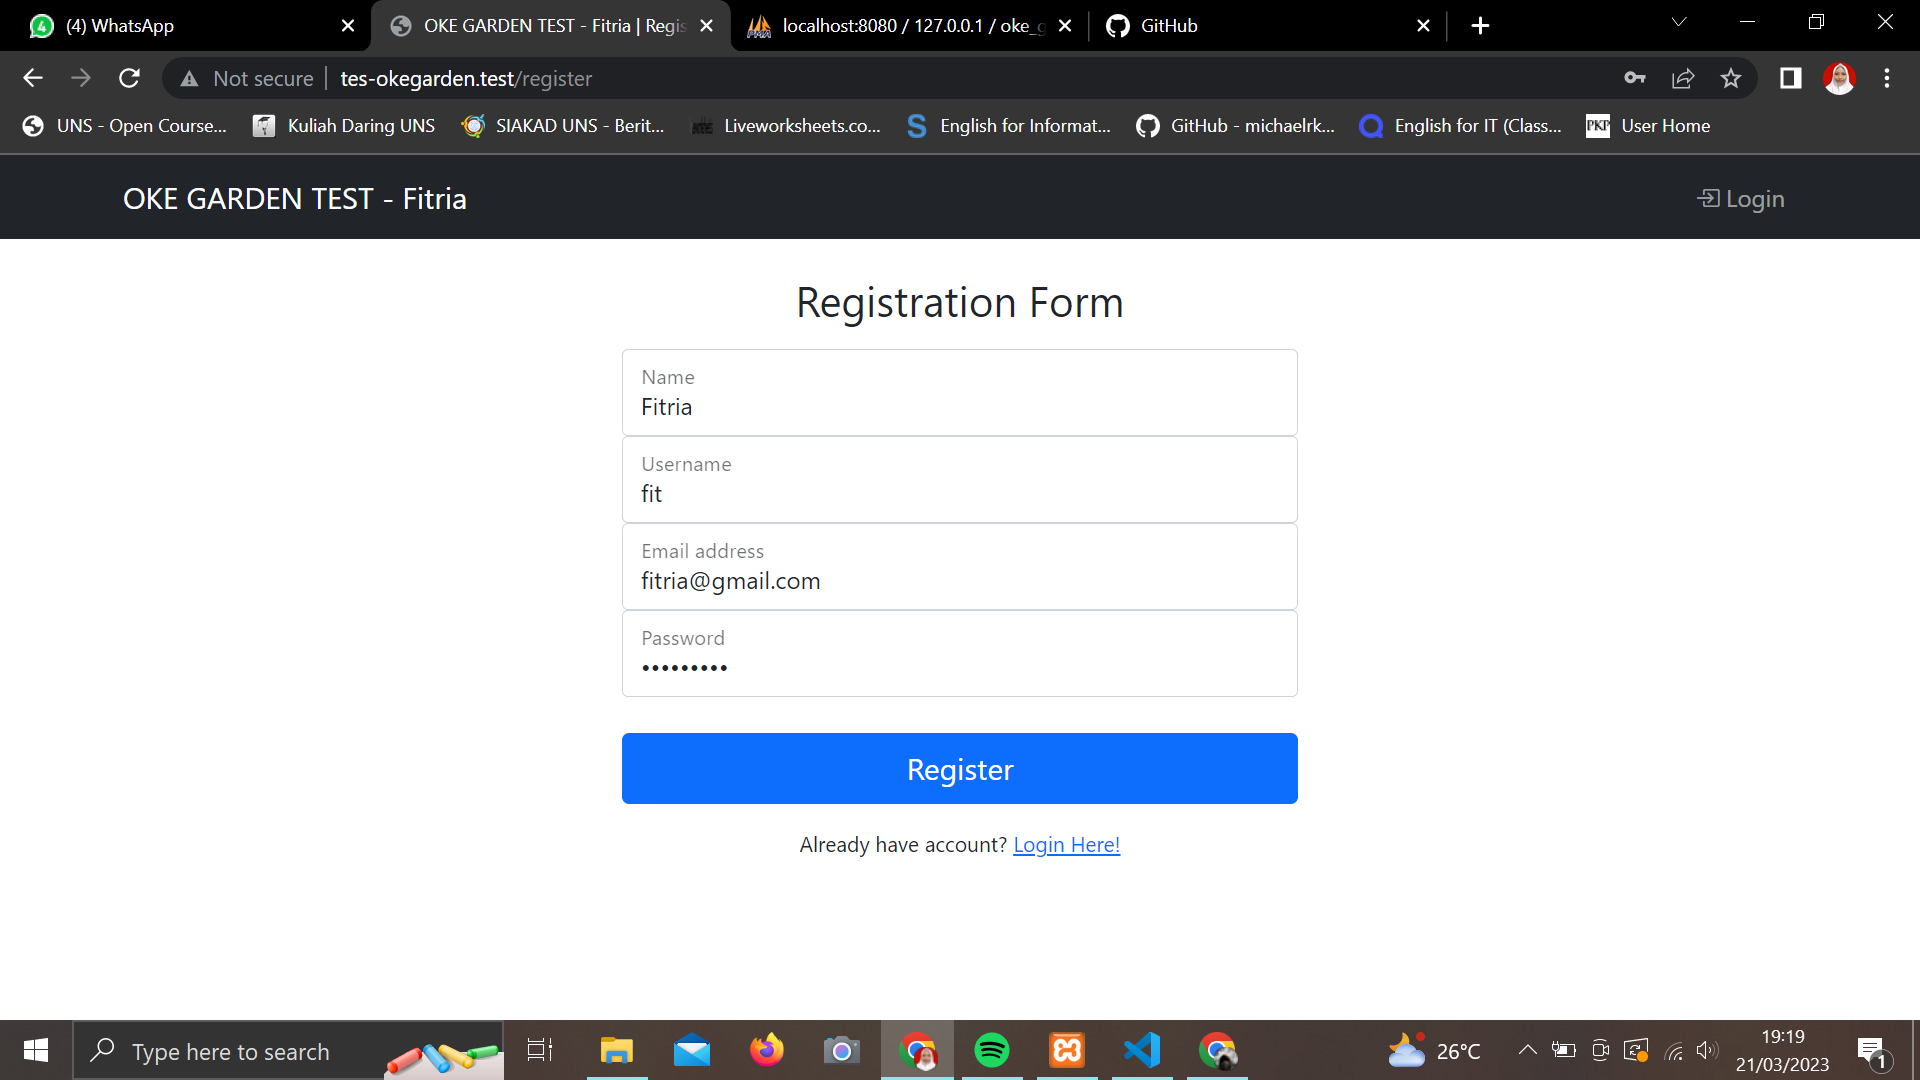 (4) WhatsApp
OKE GARDEN TEST - Fitria | Regis
localhost:8080 / 127.0.0.1 / oke_g
GitHub
Not secure
tes-okegarden.test/register
UNS - Open Course...
Kuliah Daring UNS
SIAKAD UNS - Berit...
Liveworksheets.co...
English for Informat...
GitHub - michaelrk...
English for IT (Class...
PKP
User Home
OKE GARDEN TEST - Fitria
Login
Registration Form
Name
Fitria
Username
fit
Email address
fitria@gmail.com
Password
•••••••••
Register
Already have account? Login Here!
Type here to search
26°C
19:19
21/03/2023
1